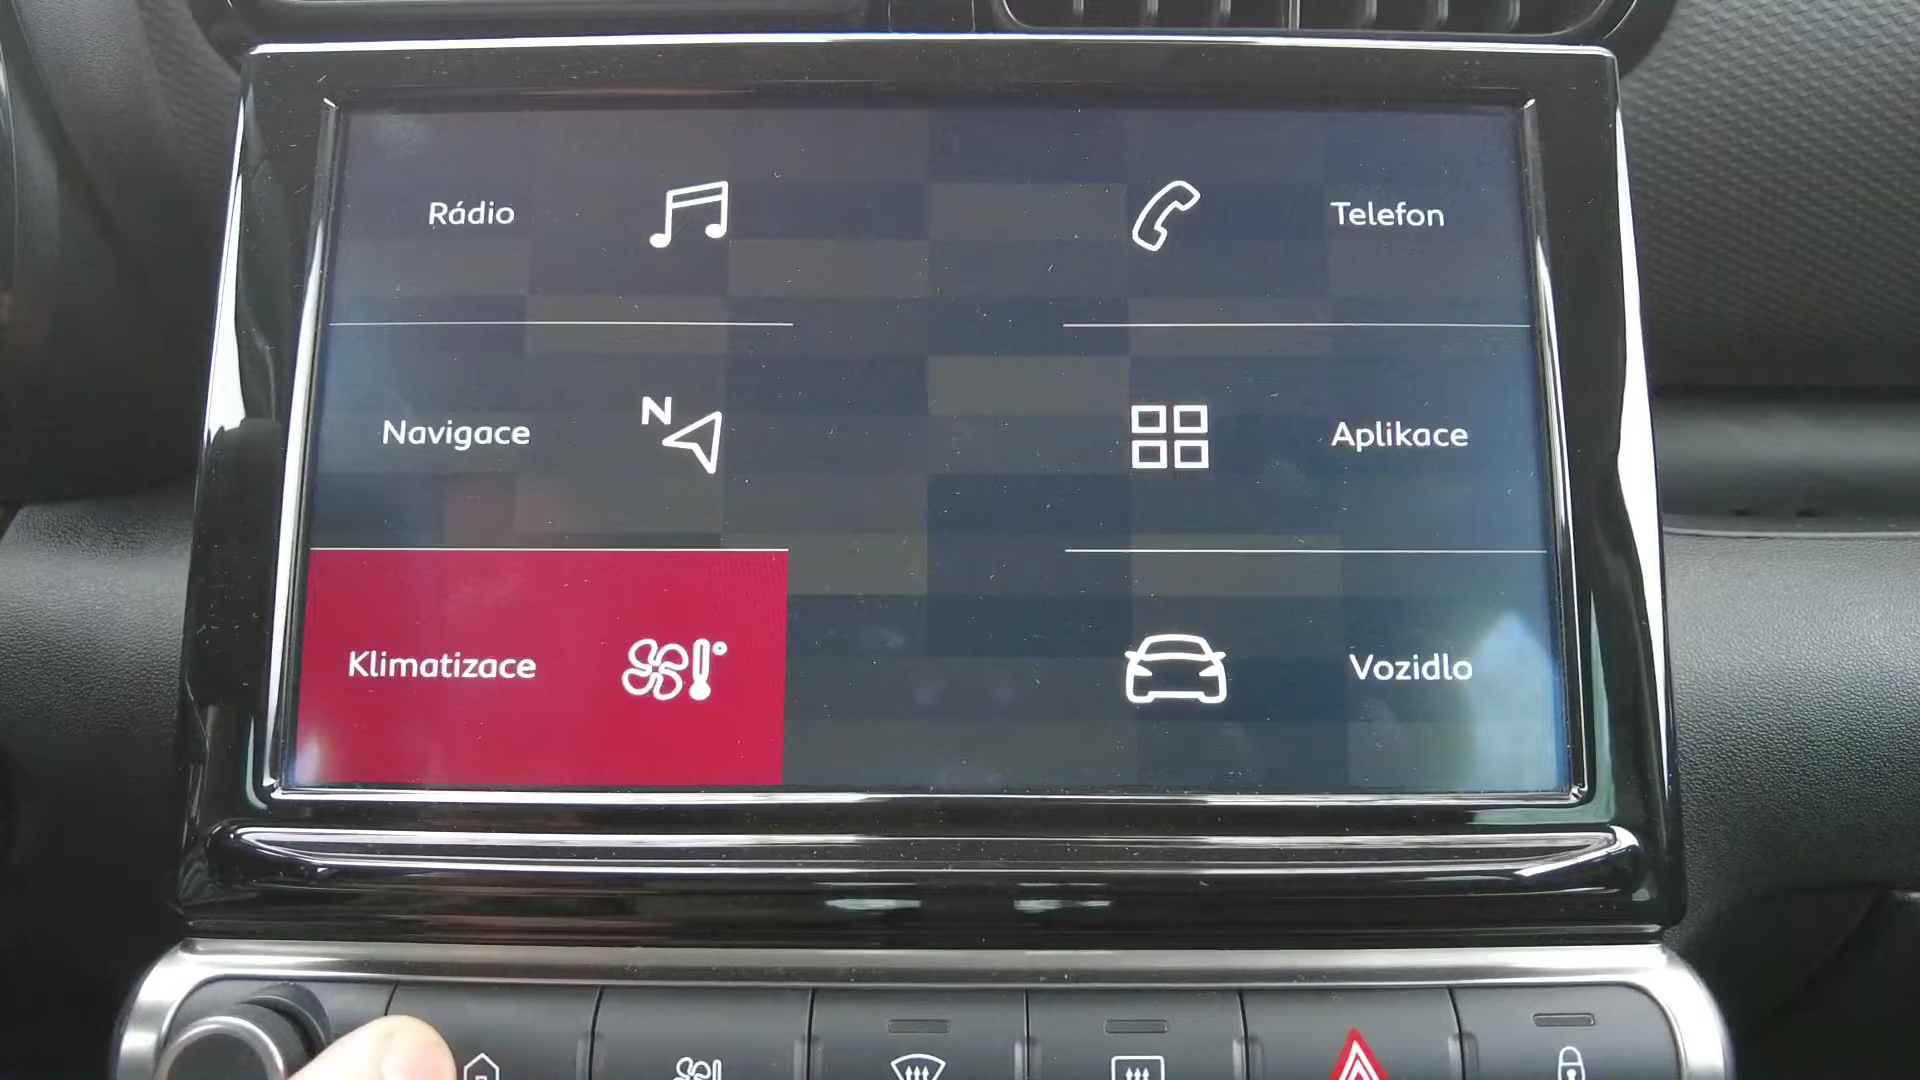 Rádio
Telefon
N
Navigace
Aplikace
Klimatizace
Vozidlo